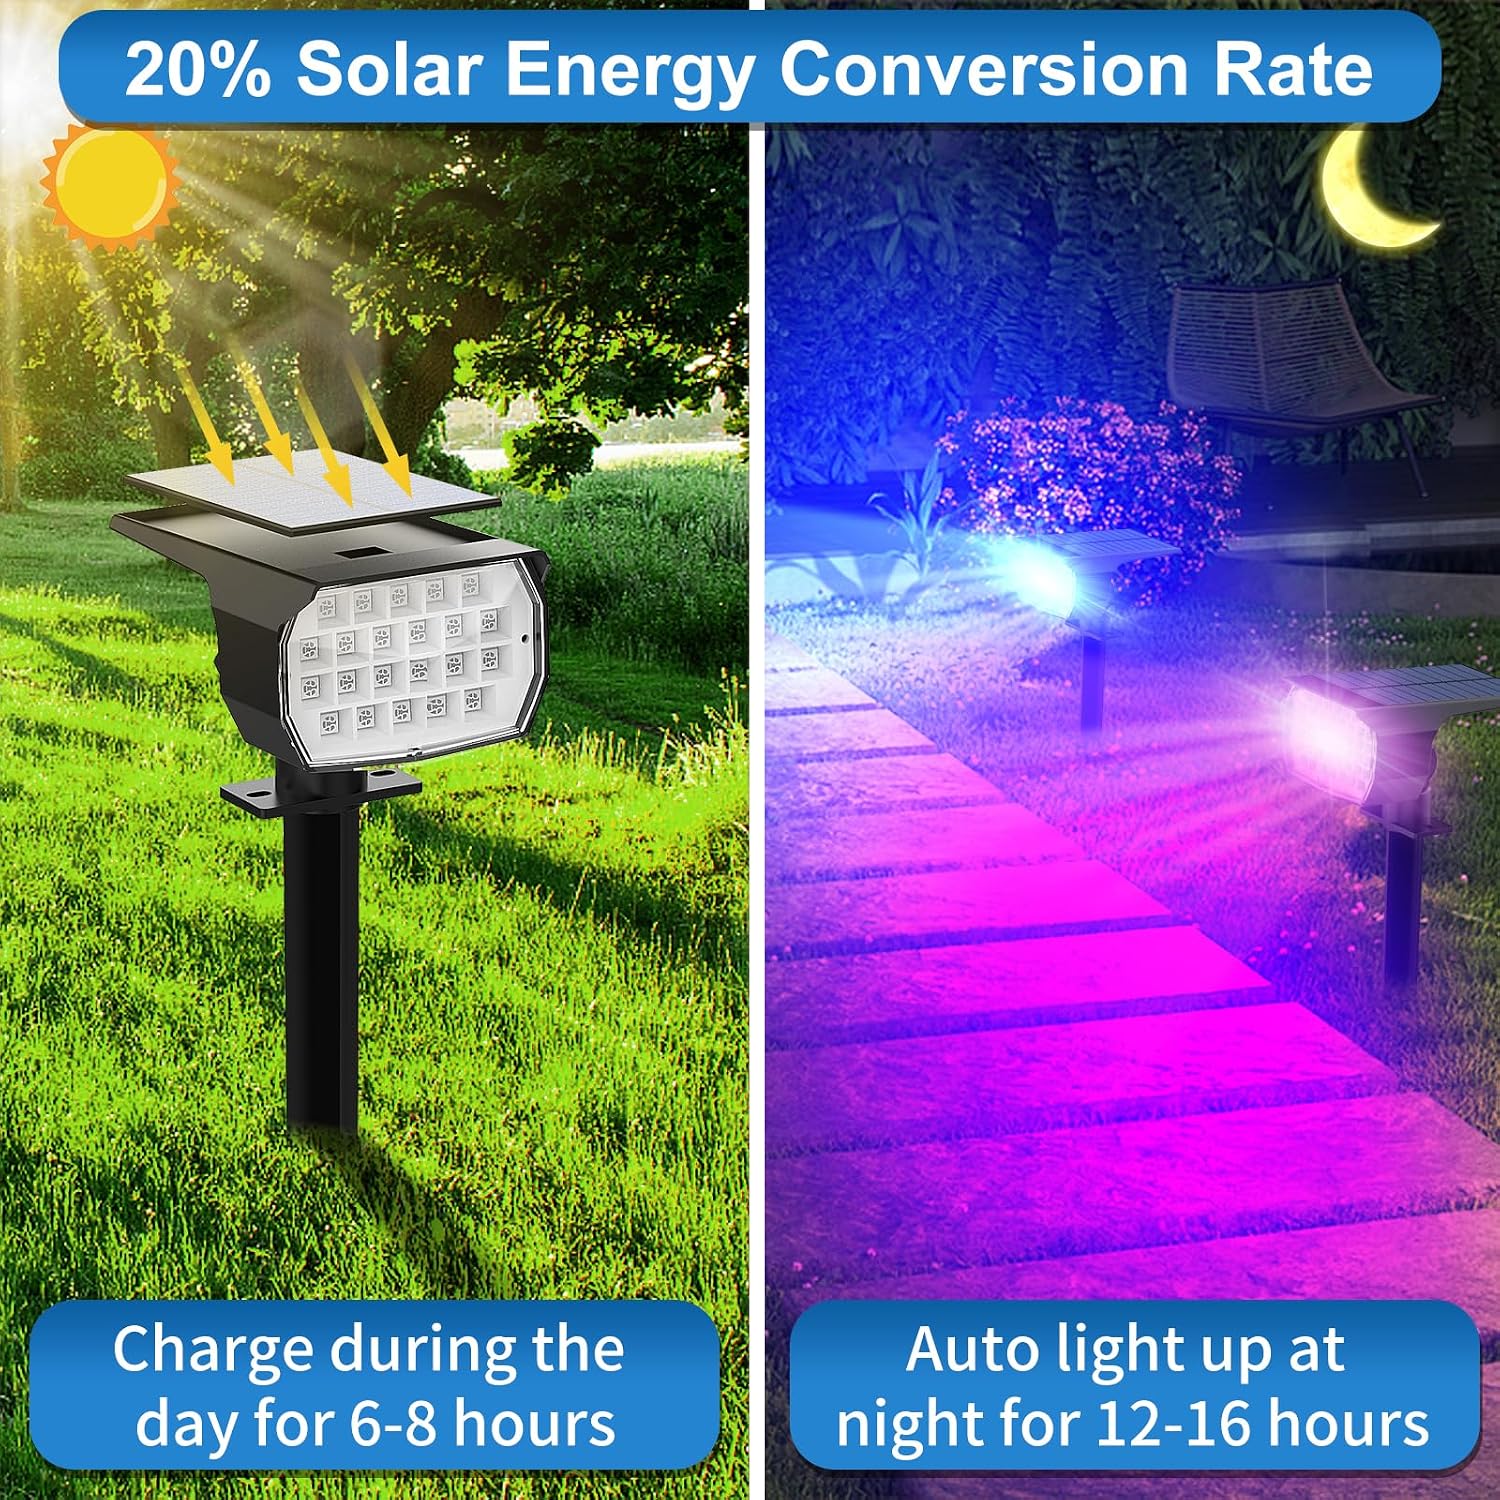 20% Solar Energy Conversion Rate
Charge during the
day for 6-8 hours
Auto light up at
night for 12-16 hours